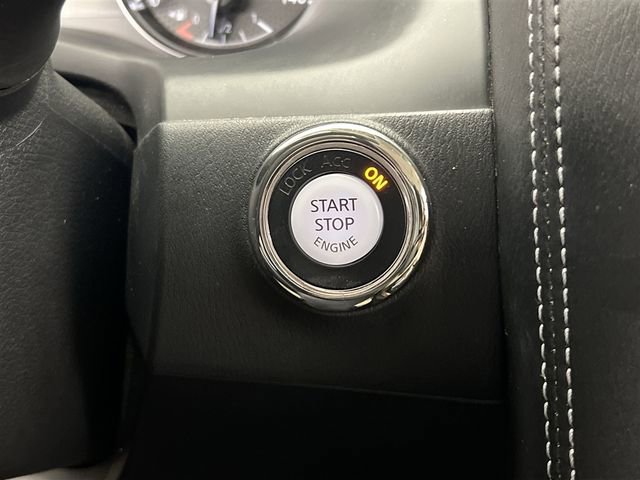 LOCK ACC ON
START
STOP
ENGINE